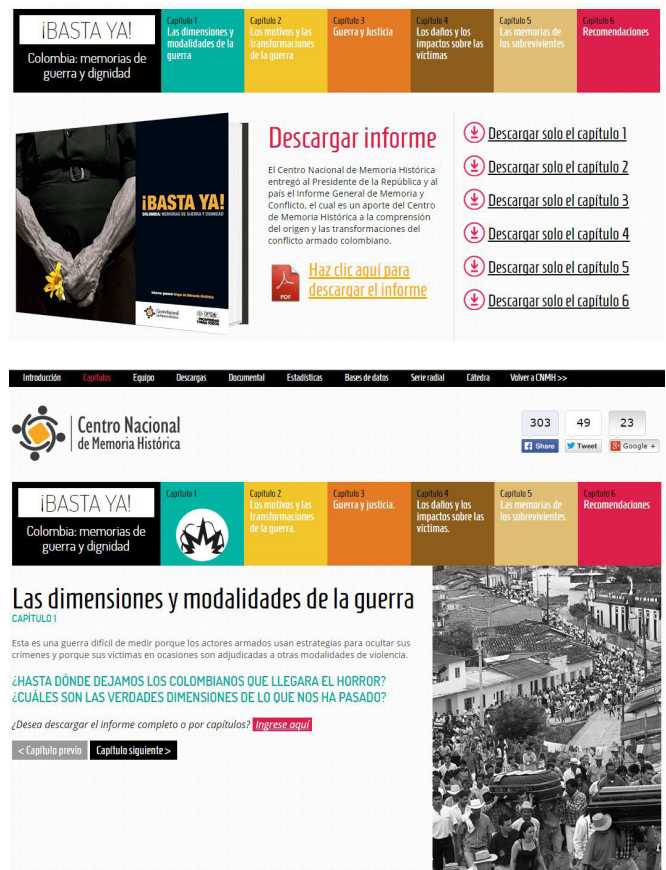 ¡BASTA YA!
Colombia: memorias de
guerra y dignidad
Capítulo 1
Las dimensiones y
modalidades de la
guerra
Capítulo 2
Los motivos y las
transformaciones
de la guerra
Capítulo 3
Guerra y Justicia
Capítulo 4
Los daños y los
impactos sobre las
víctimas
Capítulo 5
Las memorias de
los sobrevivientes
Capítulo 6
Recomendaciones
¡BASTA YA!
COLOMBIA: MEMORIAS DE GUERRA Y DIGNIDAD
Informe general Grupo de Memoria Histórica
Centro Nacional
de Memoria Histórica
Descargar informe
El Centro Nacional de Memoria Histórica
entregó al Presidente de la República y al
país el Informe General de Memoria y
Conflicto, el cual es un aporte del Centro
de Memoria Histórica a la comprensión
del origen y las transformaciones del
conflicto armado colombiano.
PDF
Haz clic aquí para
descargar el informe
Descargar solo el capítulo 1
Descargar solo el capítulo 2
Descargar solo el capítulo 3
Descargar solo el capítulo 4
Descargar solo el capítulo 5
Descargar solo el capítulo 6
Introducción Capítulos Equipo Descargas Documental Estadísticas Bases de datos Serie radial Cátedra Volver a CNMH >>
Centro Nacional
de Memoria Histórica
303 49 23
Share Tweet Google +
¡BASTA YA!
Colombia: memorias de
guerra y dignidad
Capítulo 1
Capítulo 2
Los motivos y las
transformaciones
de la guerra.
Capítulo 3
Guerra y justicia.
Capítulo 4
Los daños y los
impactos sobre las
víctimas.
Capítulo 5
Las memorias de
los sobrevivientes.
Capítulo 6
Recomendaciones
Las dimensiones y modalidades de la guerra
CAPÍTULO 1
Esta es una guerra difícil de medir porque los actores armados usan estrategias para ocultar sus
crímenes y porque sus víctimas en ocasiones son adjudicadas a otras modalidades de violencia.
¿HASTA DÓNDE DEJAMOS LOS COLOMBIANOS QUE LLEGARA EL HORROR?
¿CUÁLES SON LAS VERDADES DIMENSIONES DE LO QUE NOS HA PASADO?
¿Desea descargar el informe completo o por capítulos? Ingrese aquí
< Capítulo previo Capítulo siguiente >